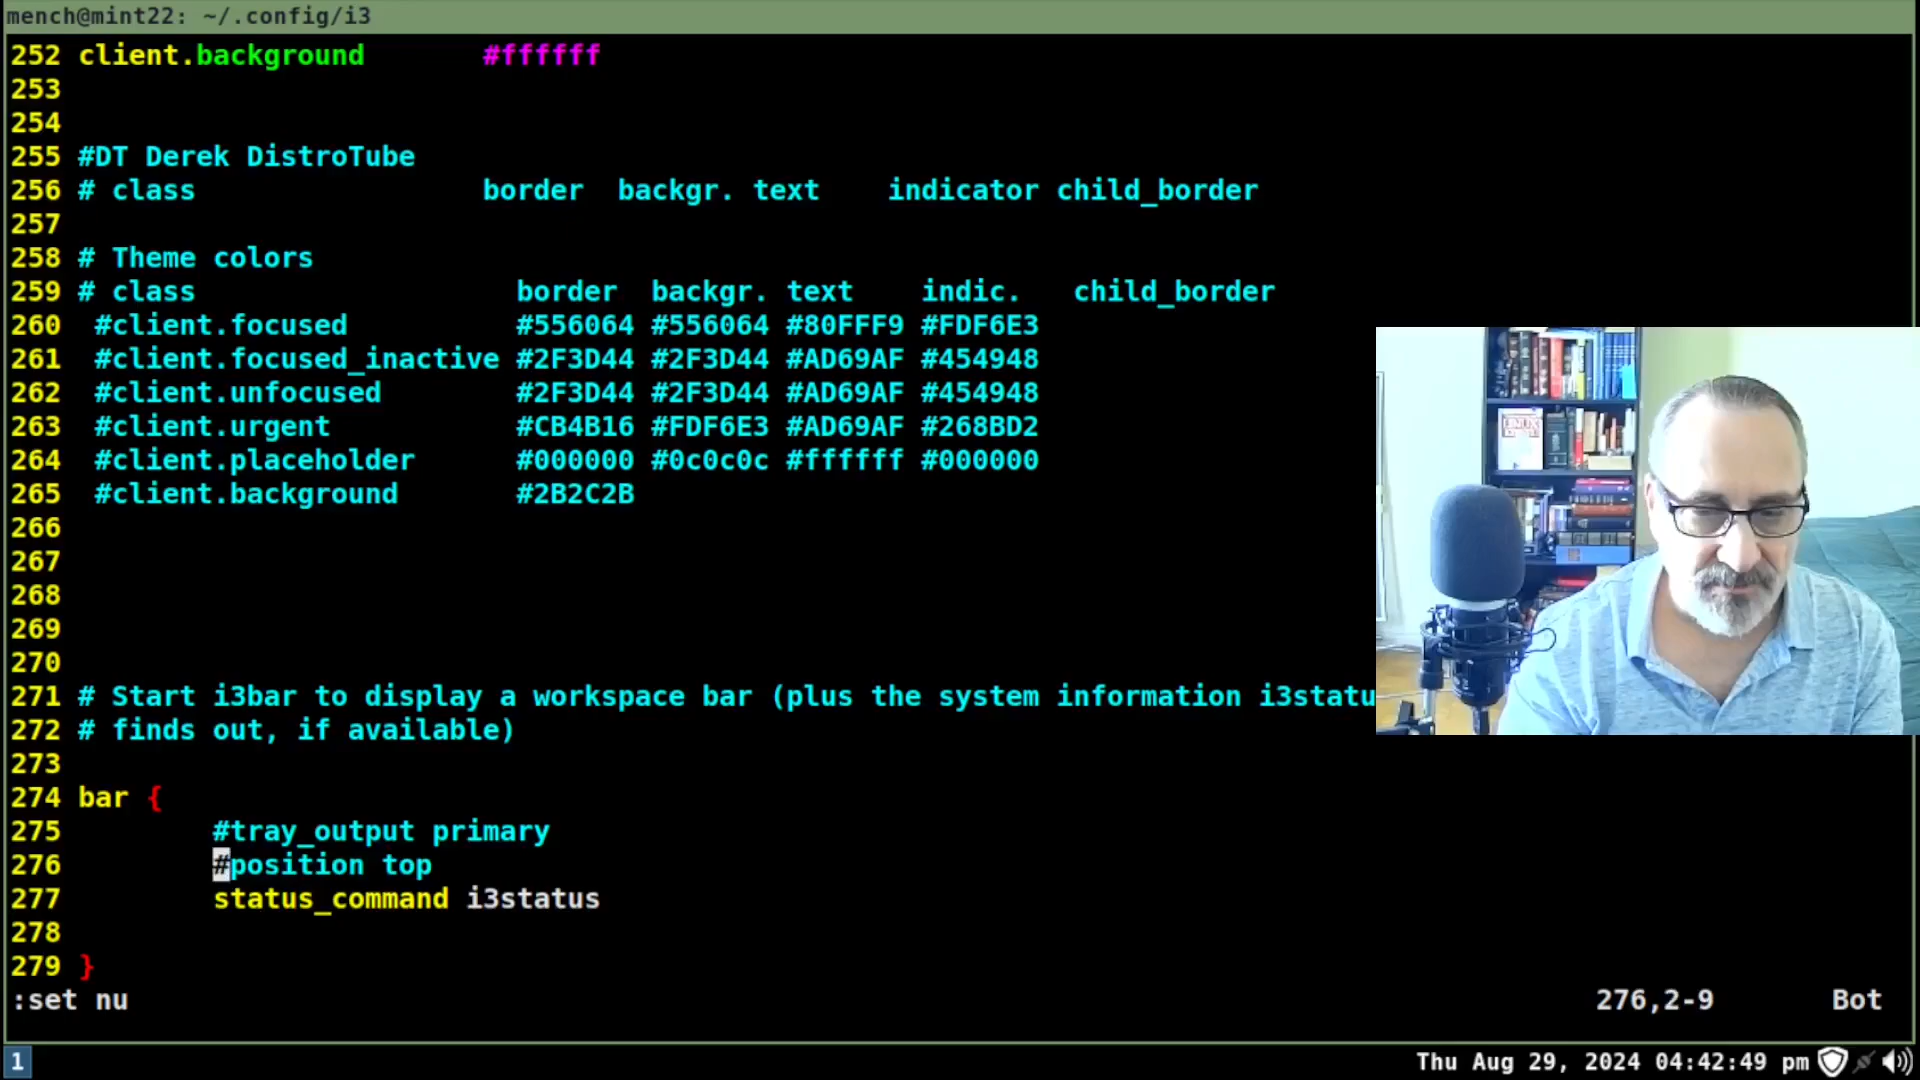 mench@mint22: ~/.config/i3
252 client.background #ffffff
253
254
255 #DT Derek DistroTube
256 # class border backgr. text indicator child_border
257
258 # Theme colors
259 # class border backgr. text indic. child_border
260 #client.focused #556064 #556064 #80FFF9 #FDF6E3
261 #client.focused_inactive #2F3D44 #2F3D44 #AD69AF #454948
262 #client.unfocused #2F3D44 #2F3D44 #AD69AF #454948
263 #client.urgent #CB4B16 #FDF6E3 #AD69AF #268BD2
264 #client.placeholder #000000 #0c0c0c #ffffff #000000
265 #client.background #2B2C2B
266
267
268
269
270
271 # Start i3bar to display a workspace bar (plus the system information i3statu
272 # finds out, if available)
273
274 bar {
275 #tray_output primary
276 #position top
277 status_command i3status
278
279 }
:set nu 276,2-9 Bot
1 Thu Aug 29, 2024 04:42:49 pm